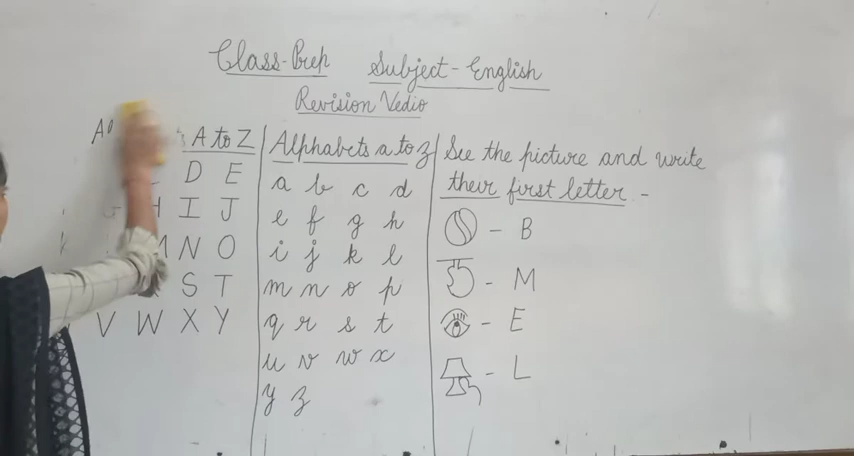 Class-Prep Subject-English
Revision Vedio
A to Z
D E
H I J
N O
S T
V W X Y
Alphabets a to z
a b c d
e f g h
i j k l
m n o p
q r s t
u v w x
y z
See the picture and write
their first letter -
- B
- M
- E
- L